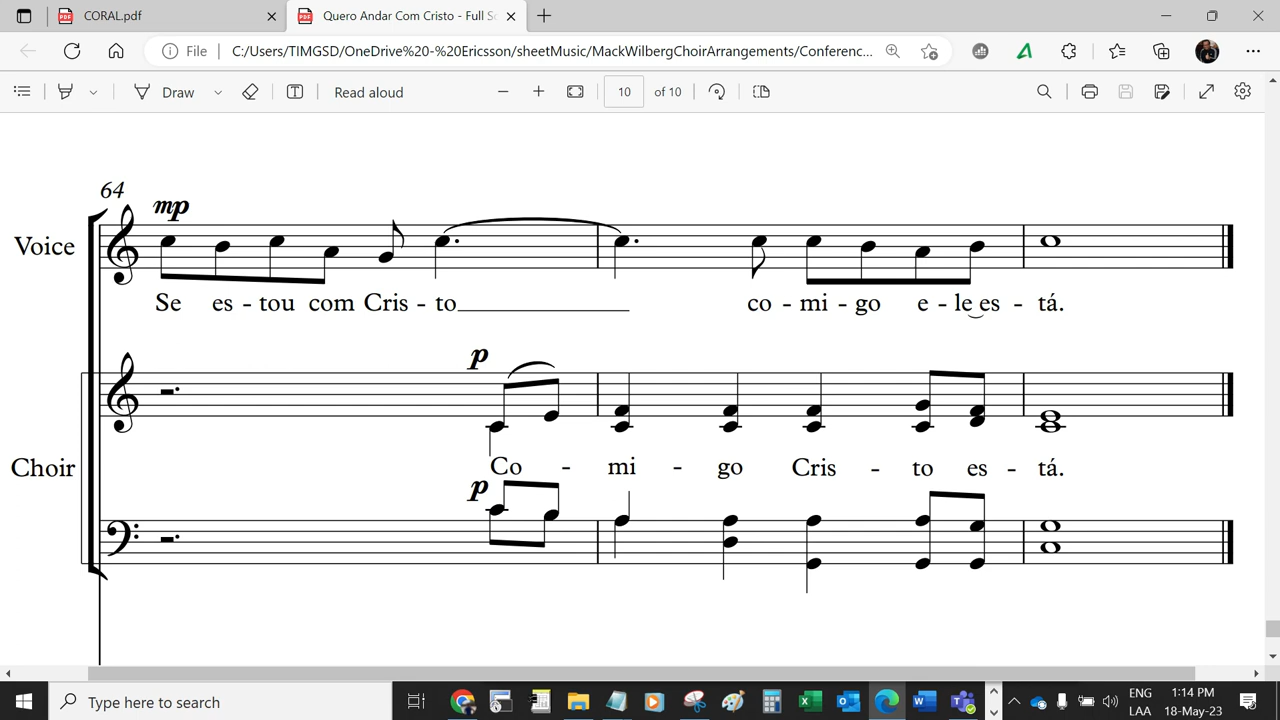 CORAL.pdf
Quero Andar Com Cristo - Full Sc
File
C:/Users/TIMGSD/OneDrive%20-%20Ericsson/sheetMusic/MackWilbergChoirArrangements/Conferenc...
Draw
Read aloud
10 of 10
64
mp
Voice
Se es - tou com Cris - to co - mi - go e - le es - tá.
p
Choir
Co - mi - go Cris - to es - tá.
p
Type here to search
ENG
LAA
1:14 PM
18-May-23